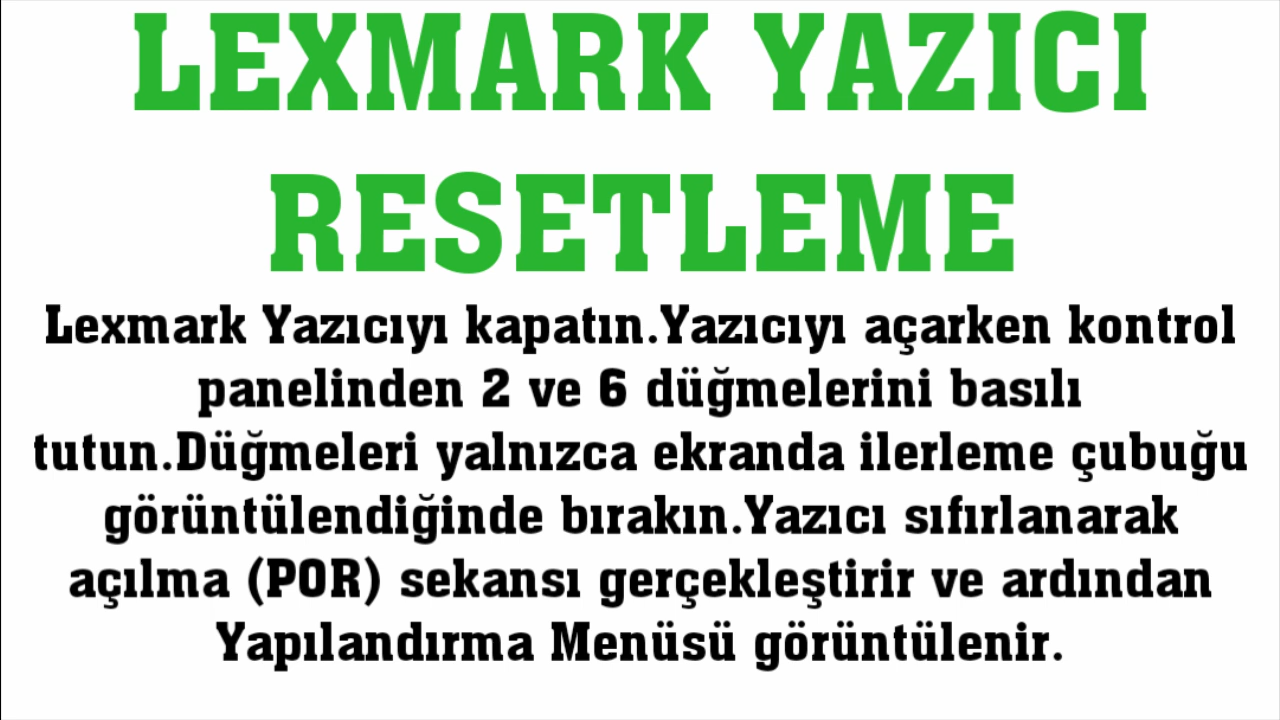 LEXMARK YAZICI
RESETLEME
Lexmark Yazıcıyı kapatın.Yazıcıyı açarken kontrol
panelinden 2 ve 6 düğmelerini basılı
tutun.Düğmeleri yalnızca ekranda ilerleme çubuğu
görüntülendiğinde bırakın.Yazıcı sıfırlanarak
açılma (POR) sekansı gerçekleştirir ve ardından
Yapılandırma Menüsü görüntülenir.